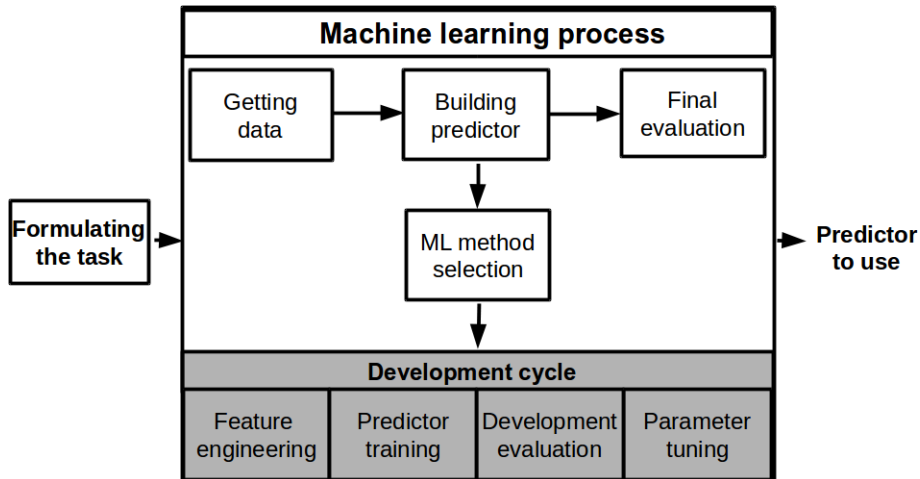 Machine learning process
Getting
data
Building
predictor
Final
evaluation
Formulating
the task
ML method
selection
Predictor
to use
Development cycle
Feature
engineering
Predictor
training
Development
evaluation
Parameter
tuning